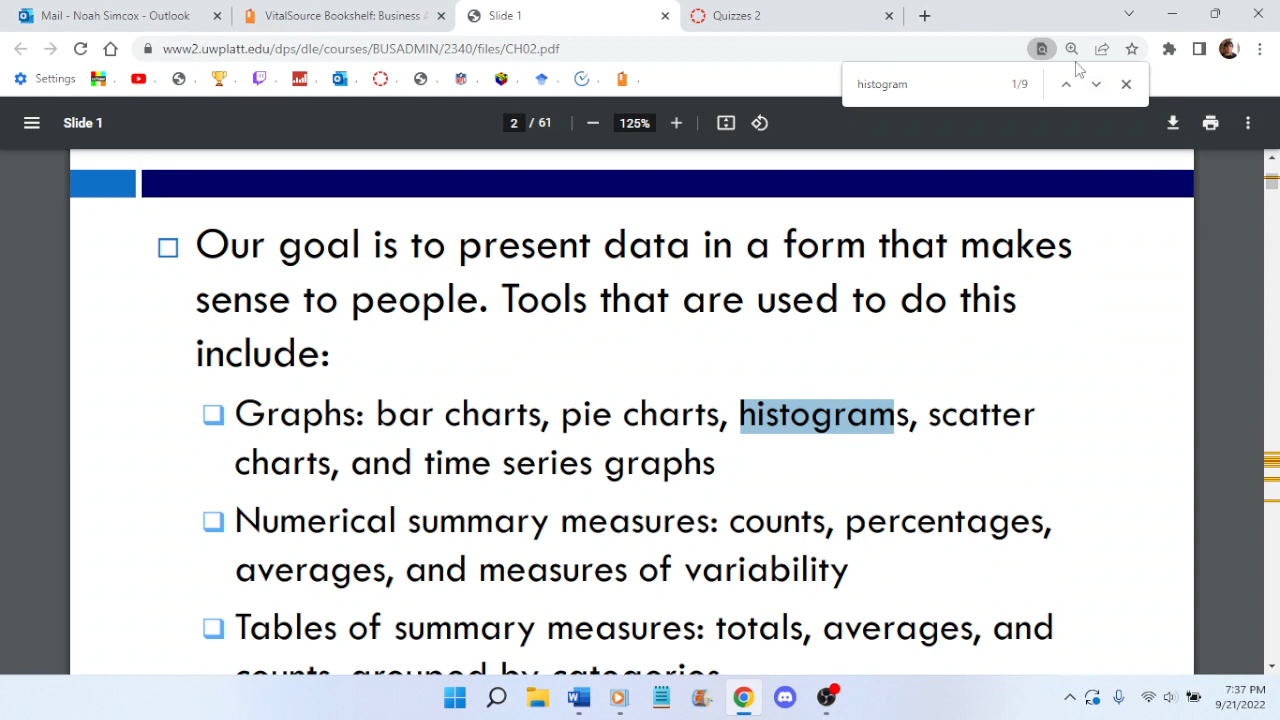 Mail - Noah Simcox - Outlook
VitalSource Bookshelf: Business A
Slide 1
Quizzes 2
www2.uwplatt.edu/dps/dle/courses/BUSADMIN/2340/files/CH02.pdf
Settings
histogram 1/9
Slide 1
2 / 61
125%
Our goal is to present data in a form that makes
sense to people. Tools that are used to do this
include:
Graphs: bar charts, pie charts, histograms, scatter
charts, and time series graphs
Numerical summary measures: counts, percentages,
averages, and measures of variability
Tables of summary measures: totals, averages, and
counts, grouped by categories
7:37 PM
9/21/2022